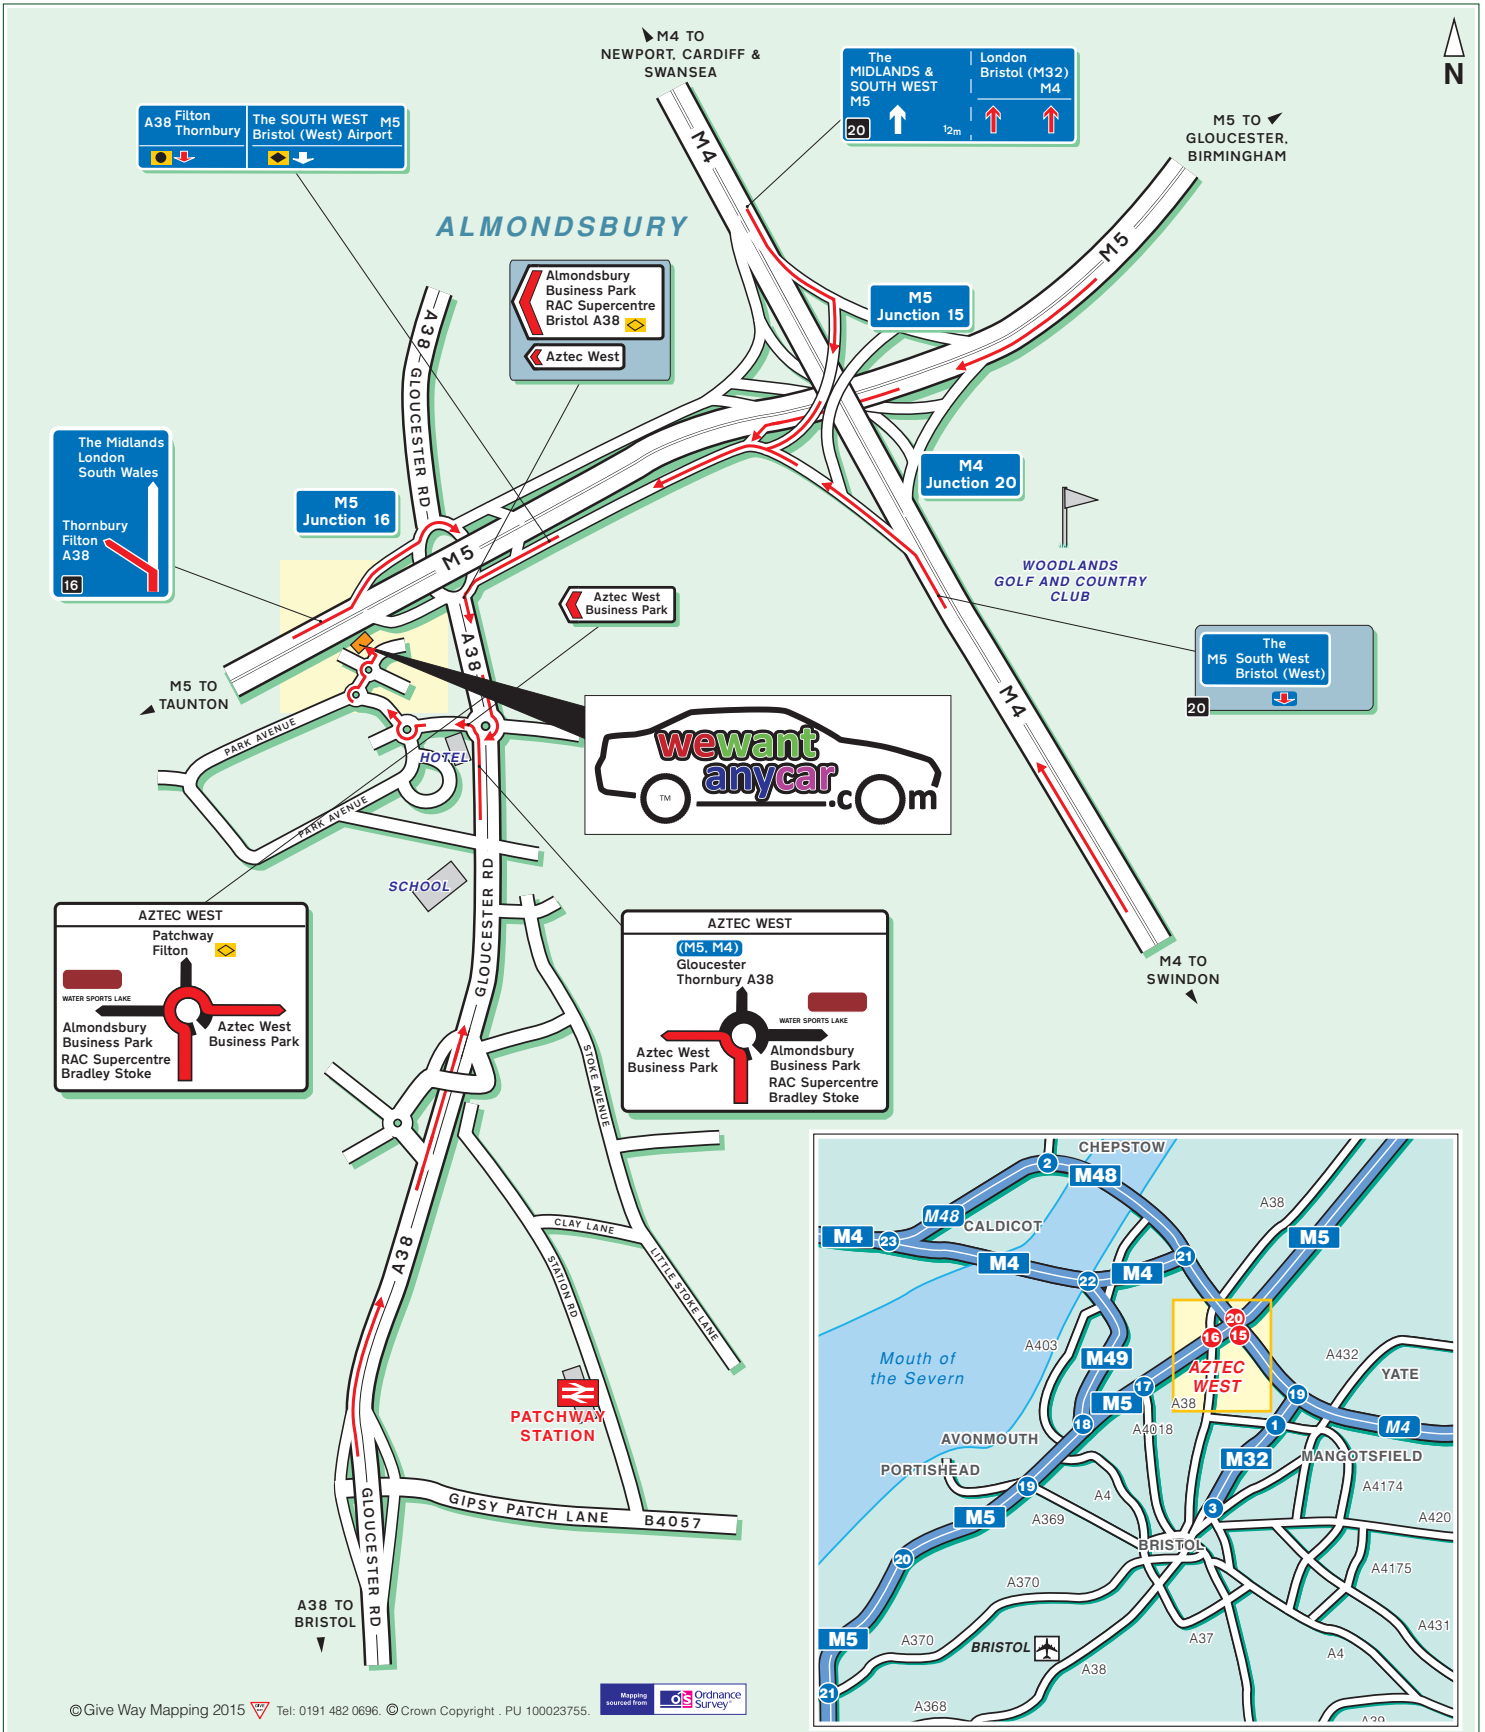 M4 TO
NEWPORT, CARDIFF &
SWANSEA
The
MIDLANDS &
SOUTH WEST
M5
20
½m
London
Bristol (M32)
M4
N
M5 TO
GLOUCESTER,
BIRMINGHAM
A38 Filton
Thornbury
The SOUTH WEST M5
Bristol (West) Airport
M4
M5
ALMONDSBURY
Almondsbury
Business Park
RAC Supercentre
Bristol A38
Aztec West
M5
Junction 15
A38
GLOUCESTER RD
The Midlands
London
South Wales
Thornbury
Filton
A38
16
M5
Junction 16
M4
Junction 20
M5
WOODLANDS
GOLF AND COUNTRY
CLUB
Aztec West
Business Park
A38
The
M5 South West
Bristol (West)
20
M5 TO
TAUNTON
M4
PARK AVENUE
HOTEL
wewant
anycar
.com
TM
PARK AVENUE
SCHOOL
GLOUCESTER RD
AZTEC WEST
Patchway
Filton
WATER SPORTS LAKE
Almondsbury
Business Park
RAC Supercentre
Bradley Stoke
Aztec West
Business Park
AZTEC WEST
(M5, M4)
Gloucester
Thornbury A38
WATER SPORTS LAKE
Aztec West
Business Park
Almondsbury
Business Park
RAC Supercentre
Bradley Stoke
M4 TO
SWINDON
STOKE AVENUE
A38
CLAY LANE
STATION RD
LITTLE STOKE LANE
PATCHWAY
STATION
GIPSY PATCH LANE
B4057
GLOUCESTER RD
A38 TO
BRISTOL
CHEPSTOW
2
M48
M48
CALDICOT
A38
M4
23
M4
M4
21
M5
22
20
16
15
A403
Mouth of
the Severn
M49
AZTEC
WEST
A432
YATE
17
M5
A38
19
18
A4018
1
M4
AVONMOUTH
M32
MANGOTSFIELD
PORTISHEAD
19
A4
A4174
3
M5
A369
A420
BRISTOL
20
A370
A4175
M5
A370
BRISTOL
A37
A431
A4
A38
21
A368
A39
©Give Way Mapping 2015
GIVE WAY
Tel: 0191 482 0696. © Crown Copyright . PU 100023755.
Mapping
sourced from
OS
Ordnance
Survey®